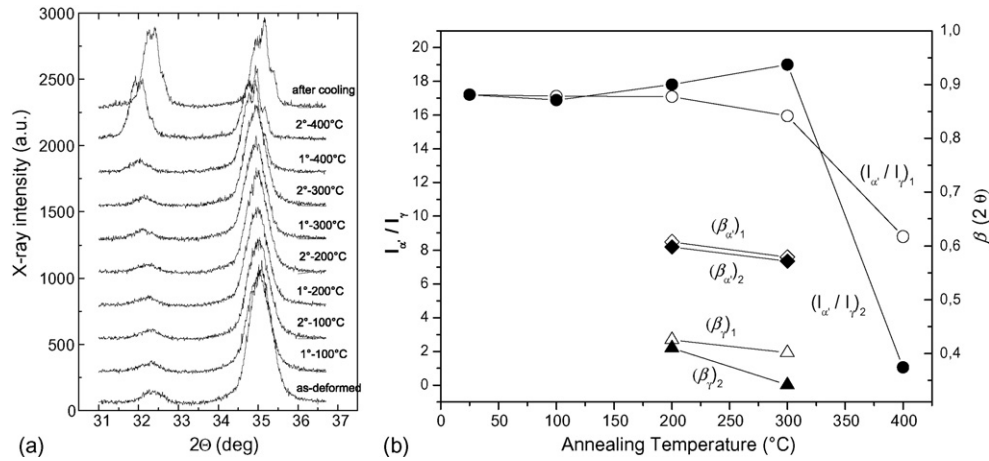 X-ray intensity (a.u.)
3000
2500
2000
1500
1000
500
0
after cooling
2°-400°C
1°-400°C
2°-300°C
1°-300°C
2°-200°C
1°-200°C
2°-100°C
1°-100°C
as-deformed
31 32 33 34 35 36 37
2Θ (deg)
(a)
I_α' / I_γ
22
20
18
16
14
12
10
8
6
4
2
0
(I_α' / I_γ)_1
(β_α')_1
(β_α')_2
(I_α' / I_γ)_2
(β_γ)_1
(β_γ)_2
1,0
0,9
0,8
0,7
0,6
0,5
0,4
β (2 θ)
0 50 100 150 200 250 300 350 400
Annealing Temperature (°C)
(b)